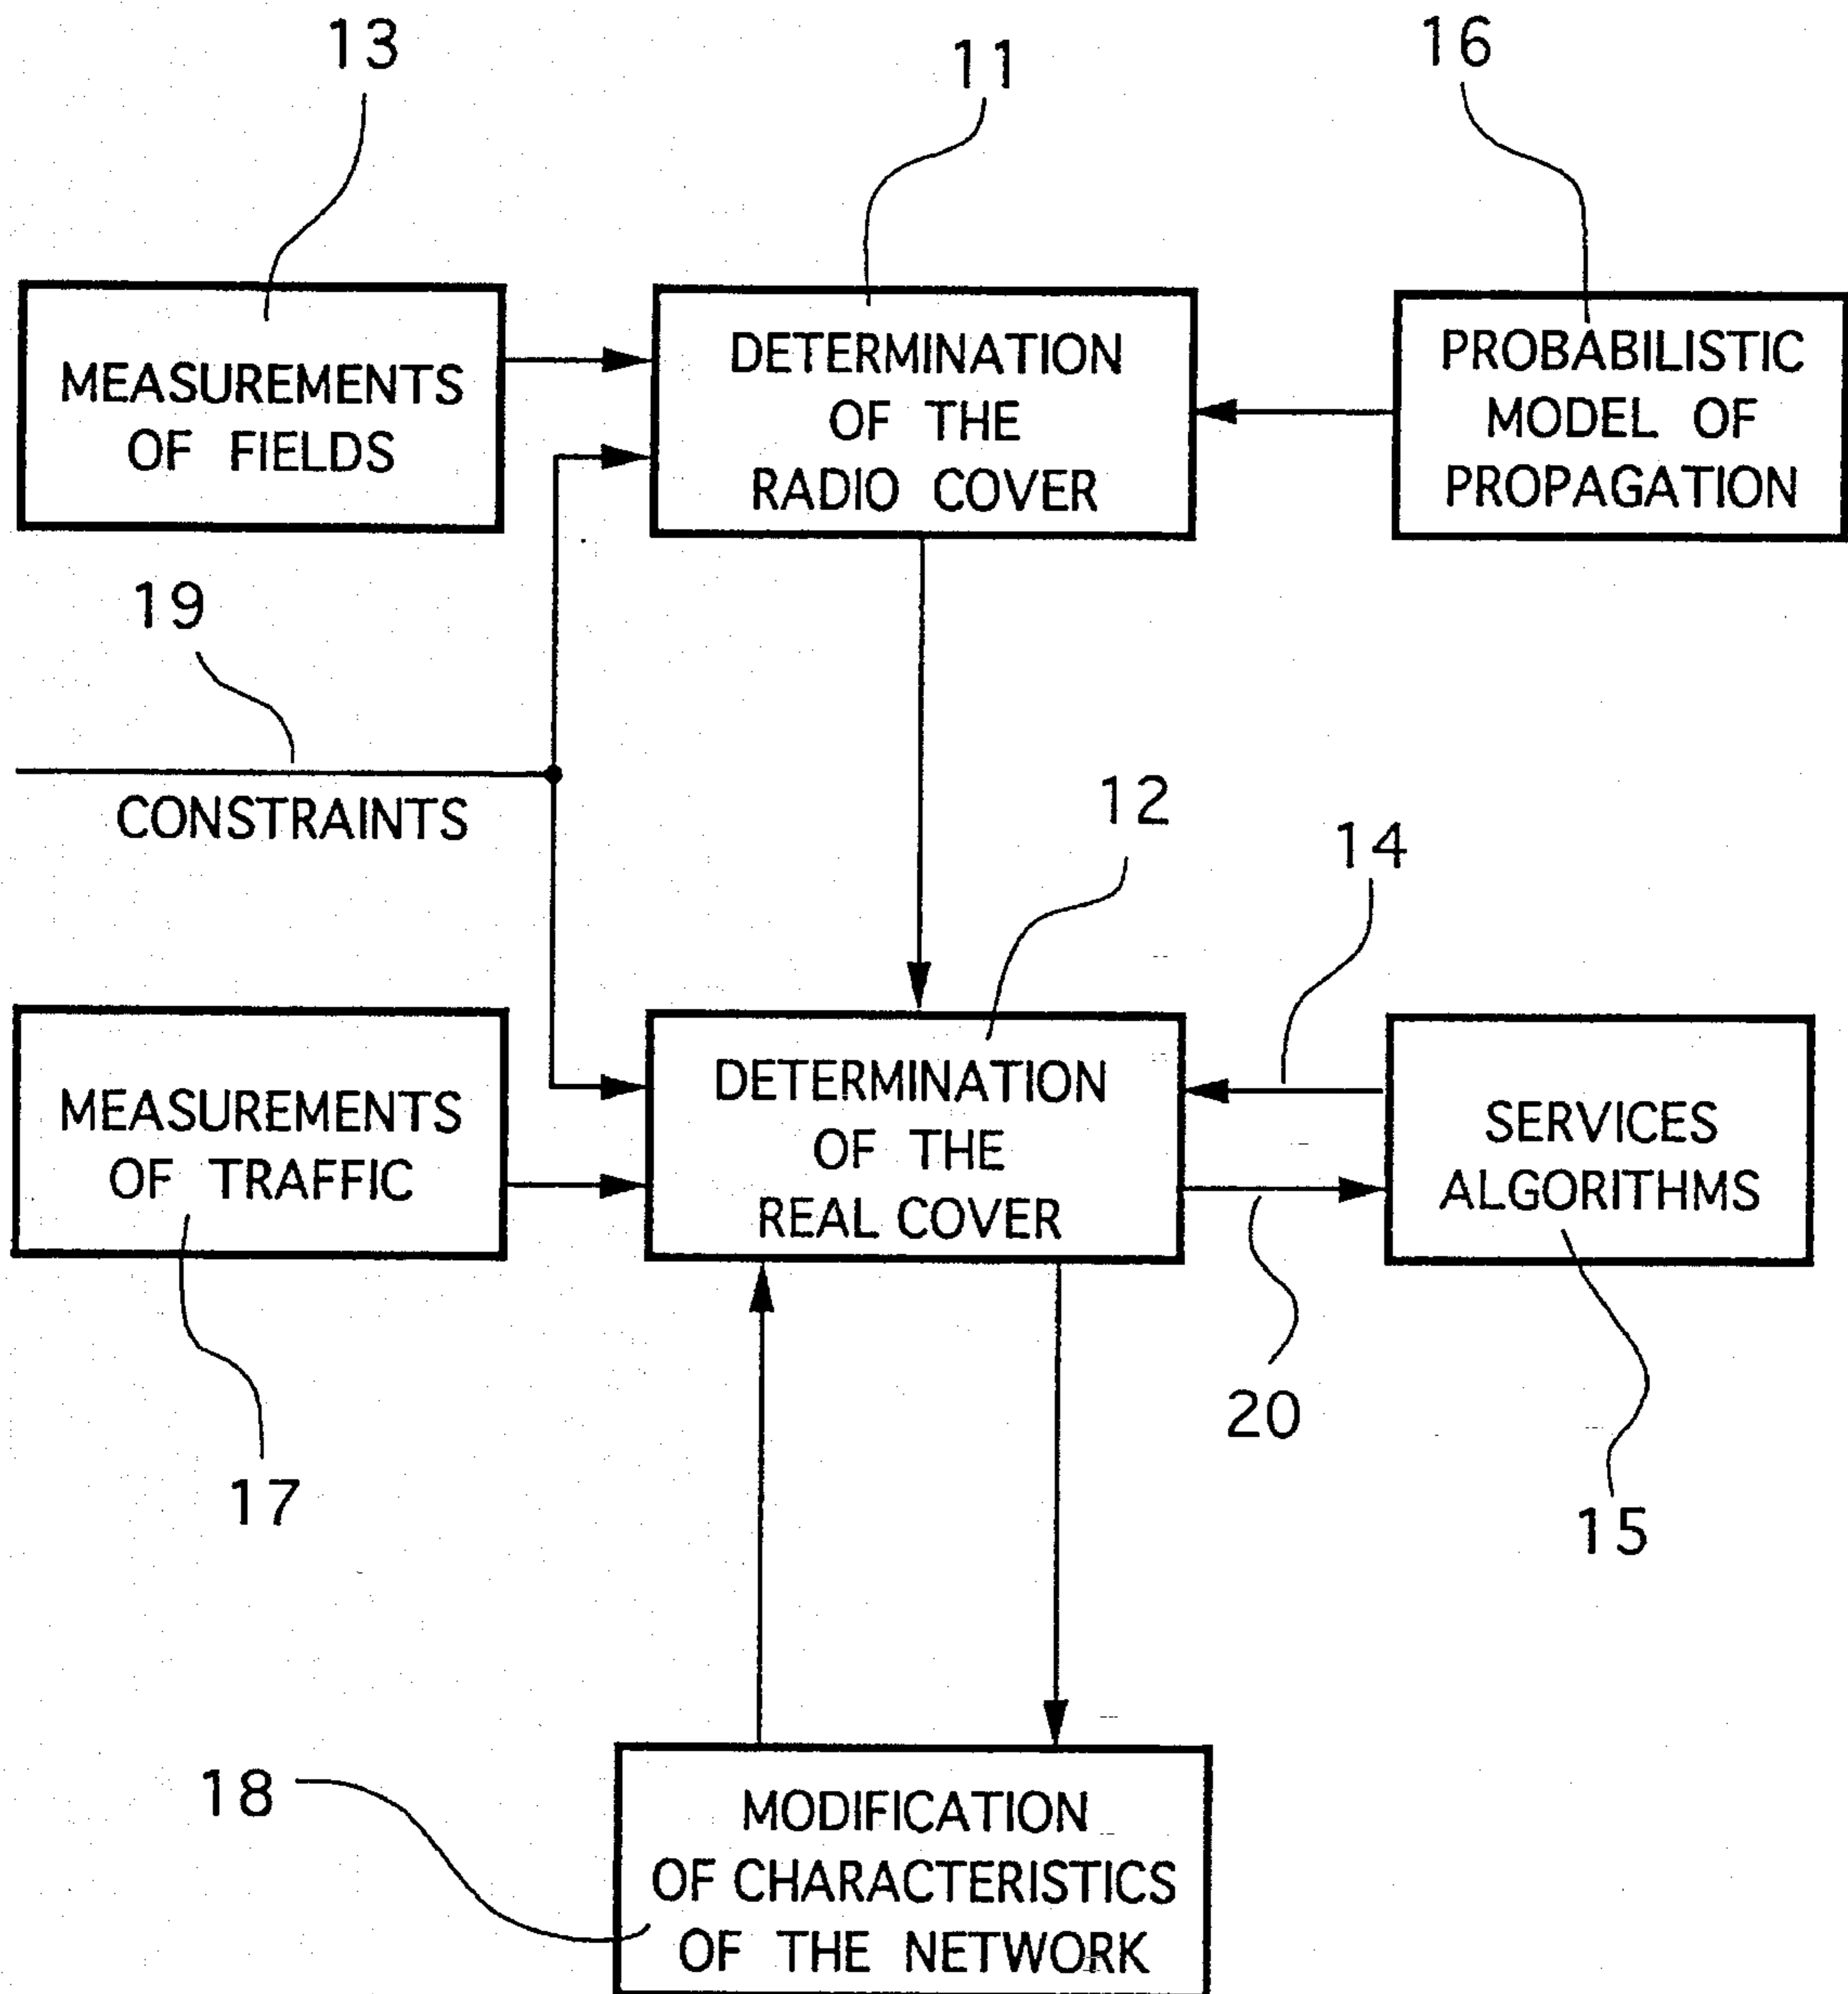 13
11
16
MEASUREMENTS
OF FIELDS
DETERMINATION
OF THE
RADIO COVER
PROBABILISTIC
MODEL OF
PROPAGATION
19
CONSTRAINTS
12
14
MEASUREMENTS
OF TRAFFIC
DETERMINATION
OF THE
REAL COVER
SERVICES
ALGORITHMS
17
20
15
18
MODIFICATION
OF CHARACTERISTICS
OF THE NETWORK